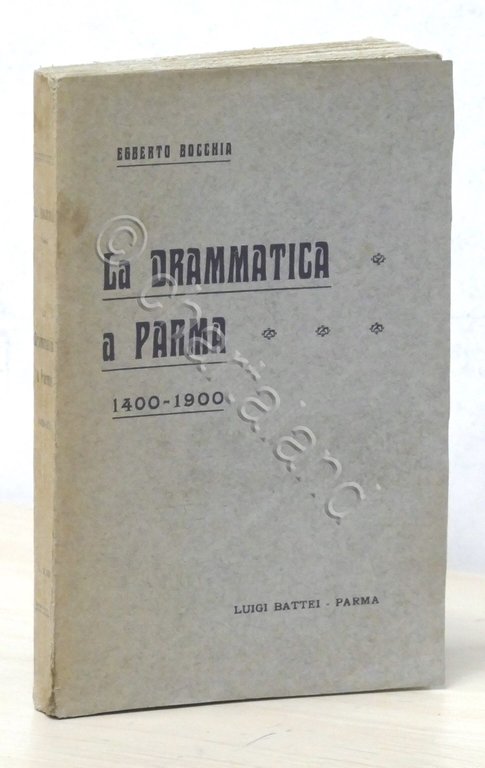 EGBERTO BOCCHIA
La DRAMMATICA
a PARMA
1400-1900
LUIGI BATTEI - PARMA